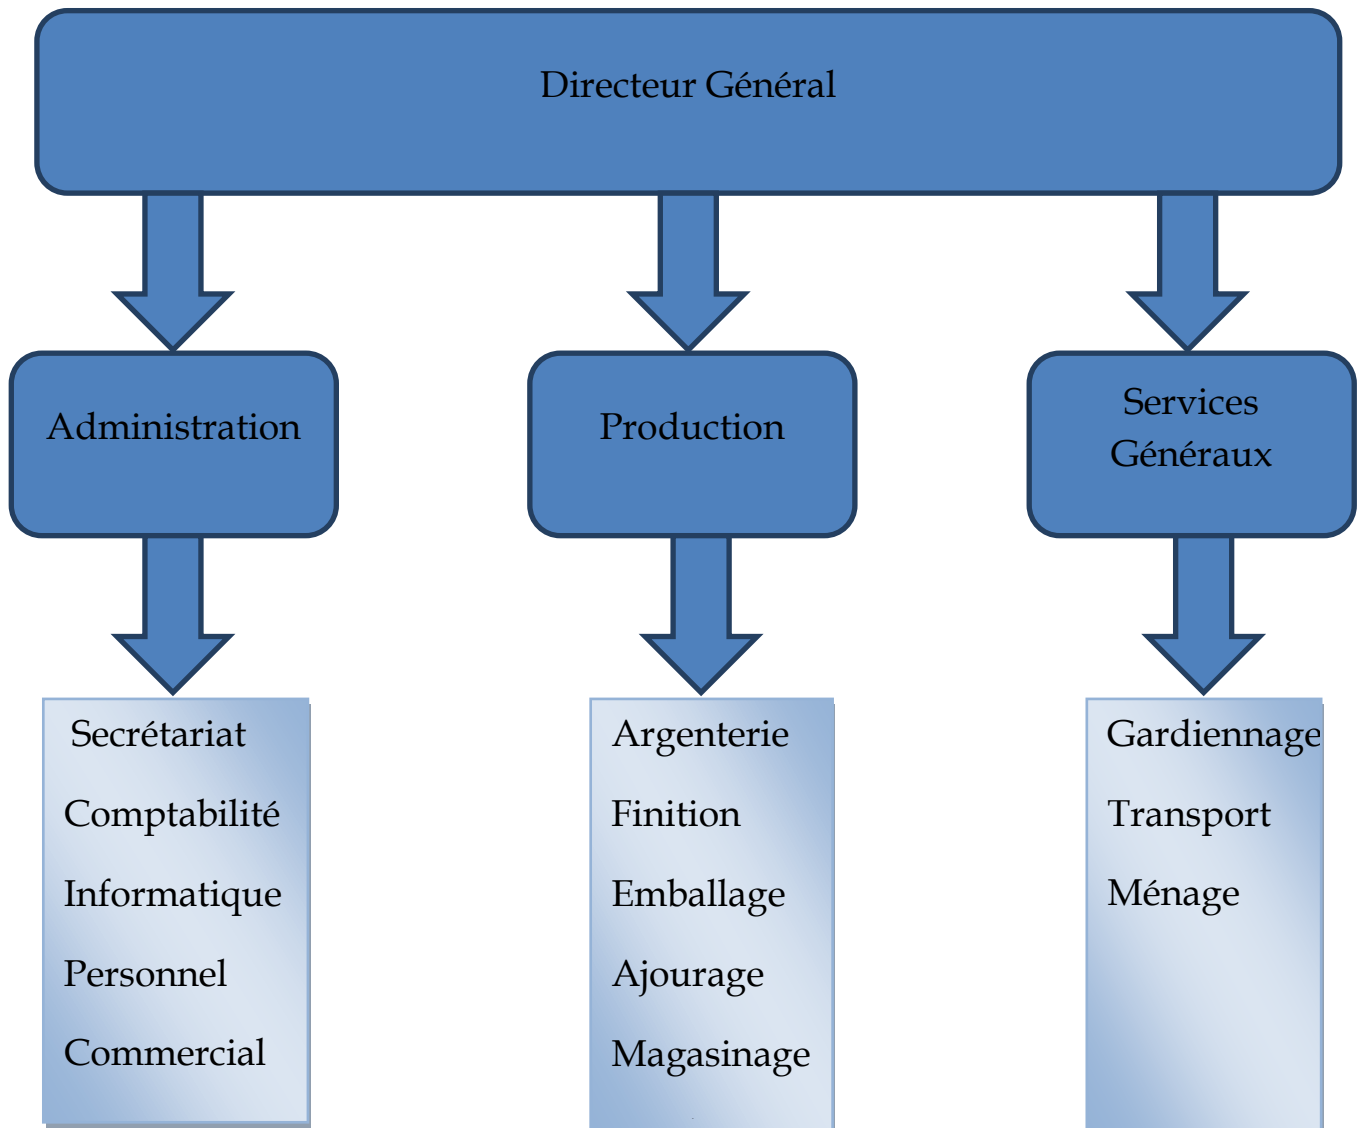 Directeur Général
Administration
Production
Services
Généraux
Secrétariat
Comptabilité
Informatique
Personnel
Commercial
Argenterie
Finition
Emballage
Ajourage
Magasinage
Gardiennage
Transport
Ménage